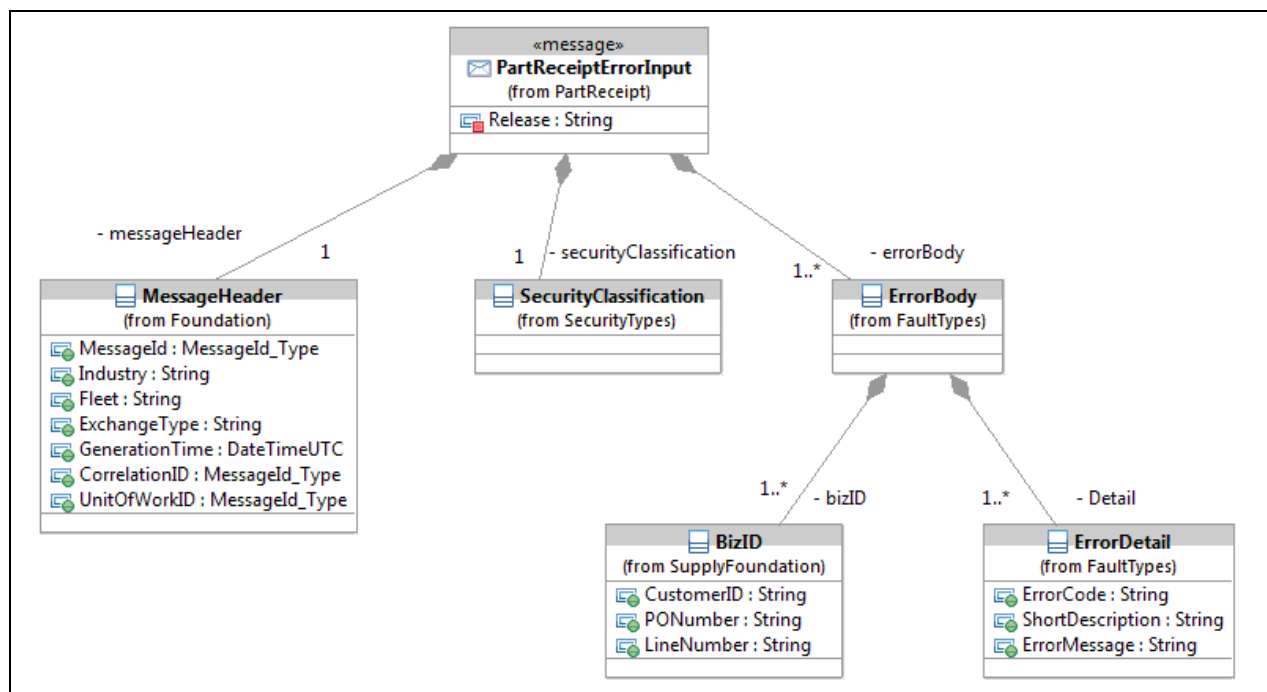 «message»
PartReceiptErrorInput
(from PartReceipt)
Release : String
- messageHeader
1
- securityClassification
1
- errorBody
1..*
MessageHeader
(from Foundation)
MessageId : MessageId_Type
Industry : String
Fleet : String
ExchangeType : String
GenerationTime : DateTimeUTC
CorrelationID : MessageId_Type
UnitOfWorkID : MessageId_Type
SecurityClassification
(from SecurityTypes)
ErrorBody
(from FaultTypes)
1..*
- bizID
1..*
- Detail
BizID
(from SupplyFoundation)
CustomerID : String
PONumber : String
LineNumber : String
ErrorDetail
(from FaultTypes)
ErrorCode : String
ShortDescription : String
ErrorMessage : String